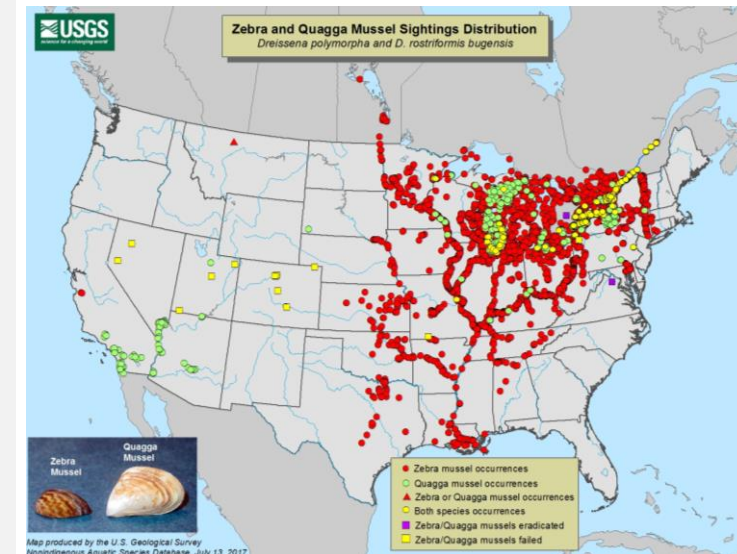 USGS
science for a changing world
Zebra and Quagga Mussel Sightings Distribution
Dreissena polymorpha and D. rostriformis bugensis
Zebra
Mussel
Quagga
Mussel
Zebra mussel occurrences
Quagga mussel occurrences
Zebra or Quagga mussel occurrences
Both species occurrences
Zebra/Quagga mussels eradicated
Zebra/Quagga mussels failed
Map produced by the U.S. Geological Survey
Nonindigenous Aquatic Species Database, July 13, 2017